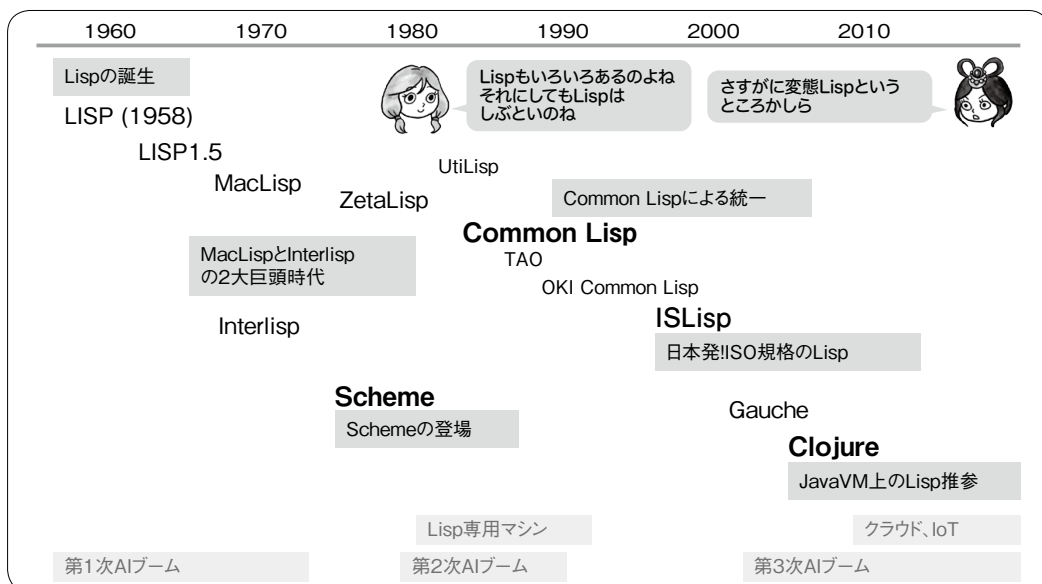 1960 1970 1980 1990 2000 2010
Lispの誕生
Lispもいろいろあるのよね
それにしてもLispは
しぶといのね
さすがに変態Lispという
ところかしら
LISP (1958)
LISP1.5
UtiLisp
MacLisp
ZetaLisp
Common Lispによる統一
Common Lisp
MacLispとInterlisp
の2大巨頭時代
TAO
OKI Common Lisp
Interlisp
ISLisp
日本発!ISO規格のLisp
Scheme
Schemeの登場
Gauche
Clojure
JavaVM上のLisp推参
Lisp専用マシン
クラウド、IoT
第1次AIブーム
第2次AIブーム
第3次AIブーム